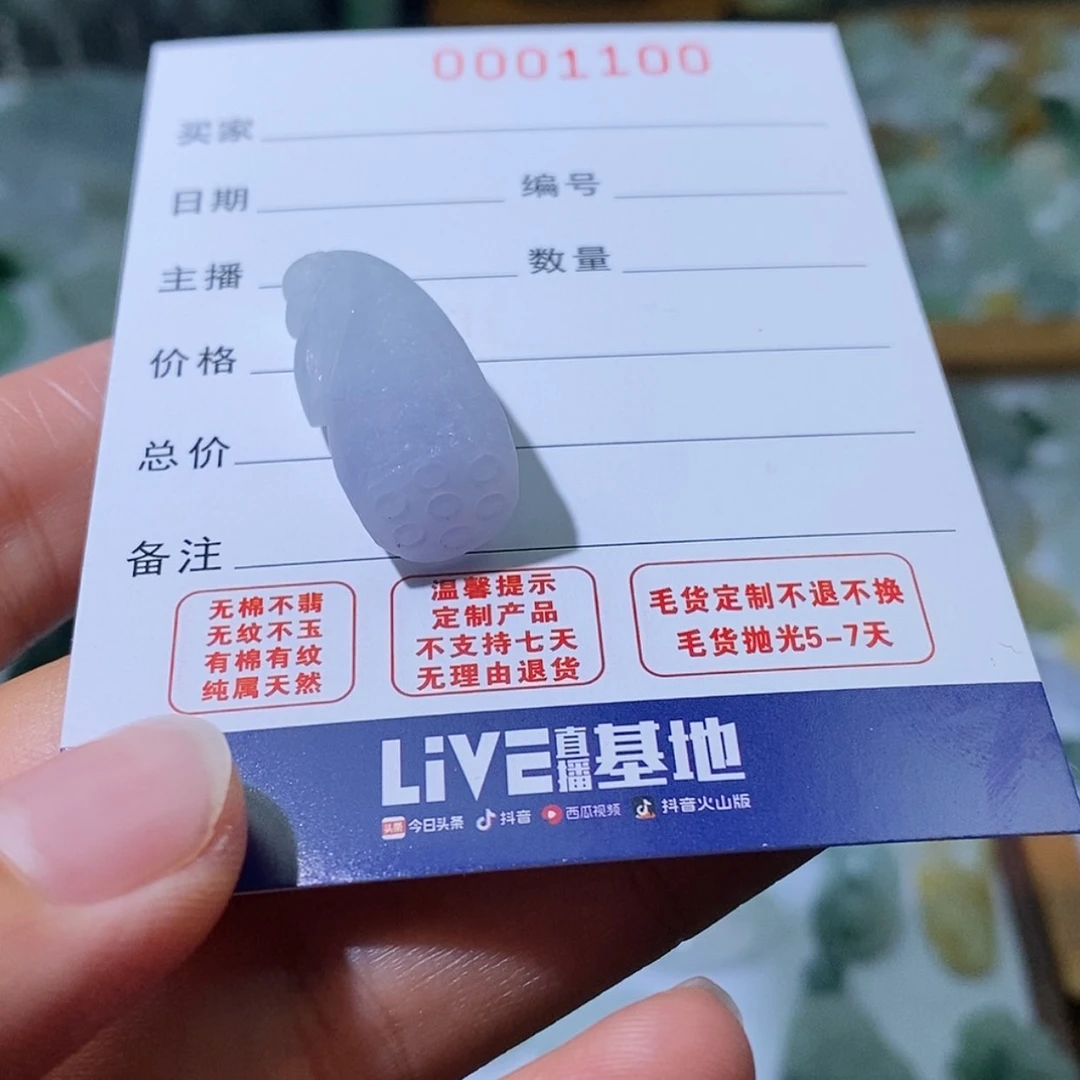 0001100
买家
日期 编号
主播 数量
价格
总价
备注
无棉不翡
无纹不玉
有棉有纹
纯属天然
温馨提示
定制产品
不支持七天
无理由退货
毛货定制不退不换
毛货抛光5-7天
LiVE直播基地
头条 今日头条 抖音 西瓜视频 抖音火山版